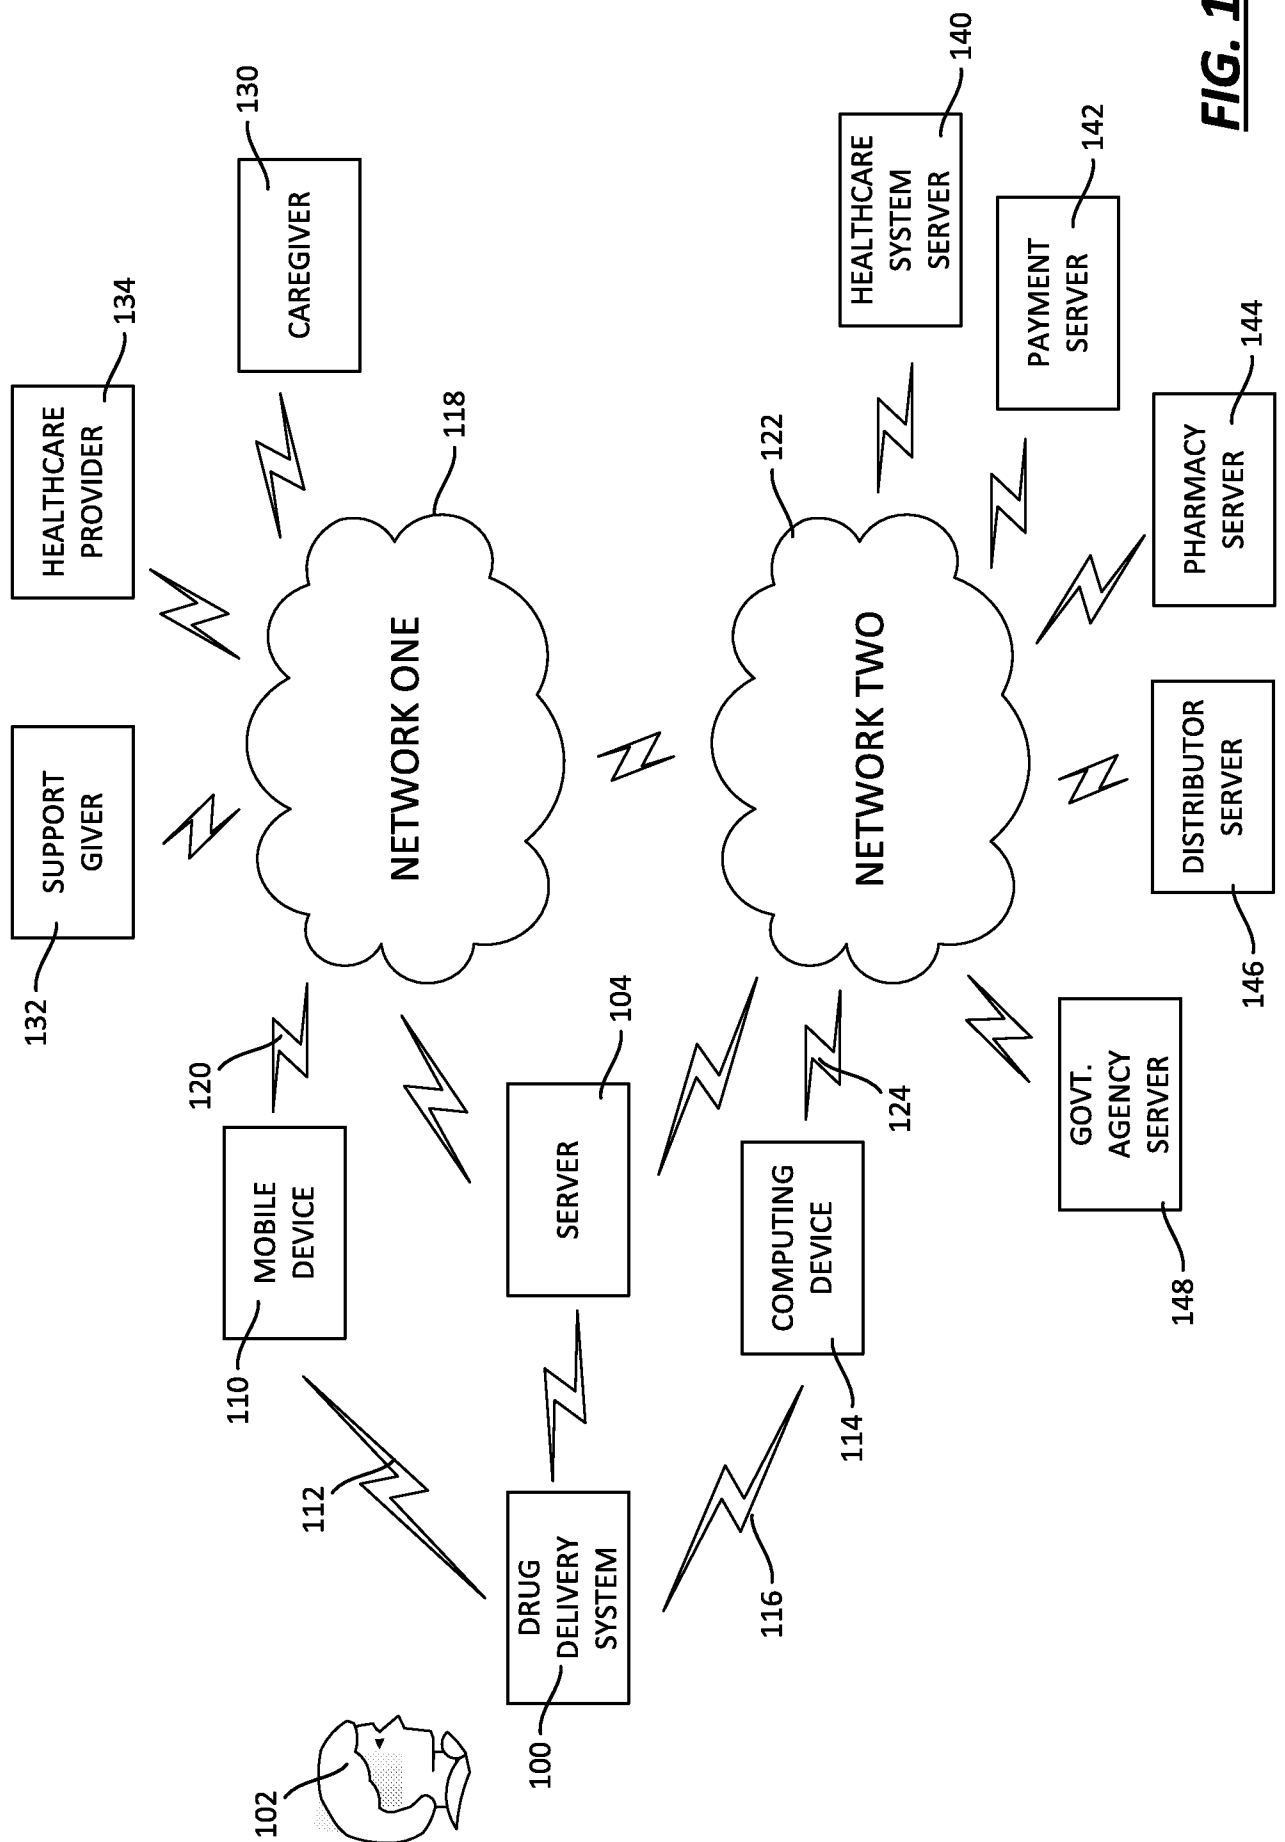 132
SUPPORT
GIVER
HEALTHCARE
PROVIDER
134
120
110
MOBILE
DEVICE
CAREGIVER
130
102
112
NETWORK ONE
118
100
DRUG
DELIVERY
SYSTEM
SERVER
104
116
114
COMPUTING
DEVICE
124
NETWORK TWO
122
HEALTHCARE
SYSTEM
SERVER
140
PAYMENT
SERVER
142
148
GOVT.
AGENCY
SERVER
146
DISTRIBUTOR
SERVER
PHARMACY
SERVER
144
FIG. 1